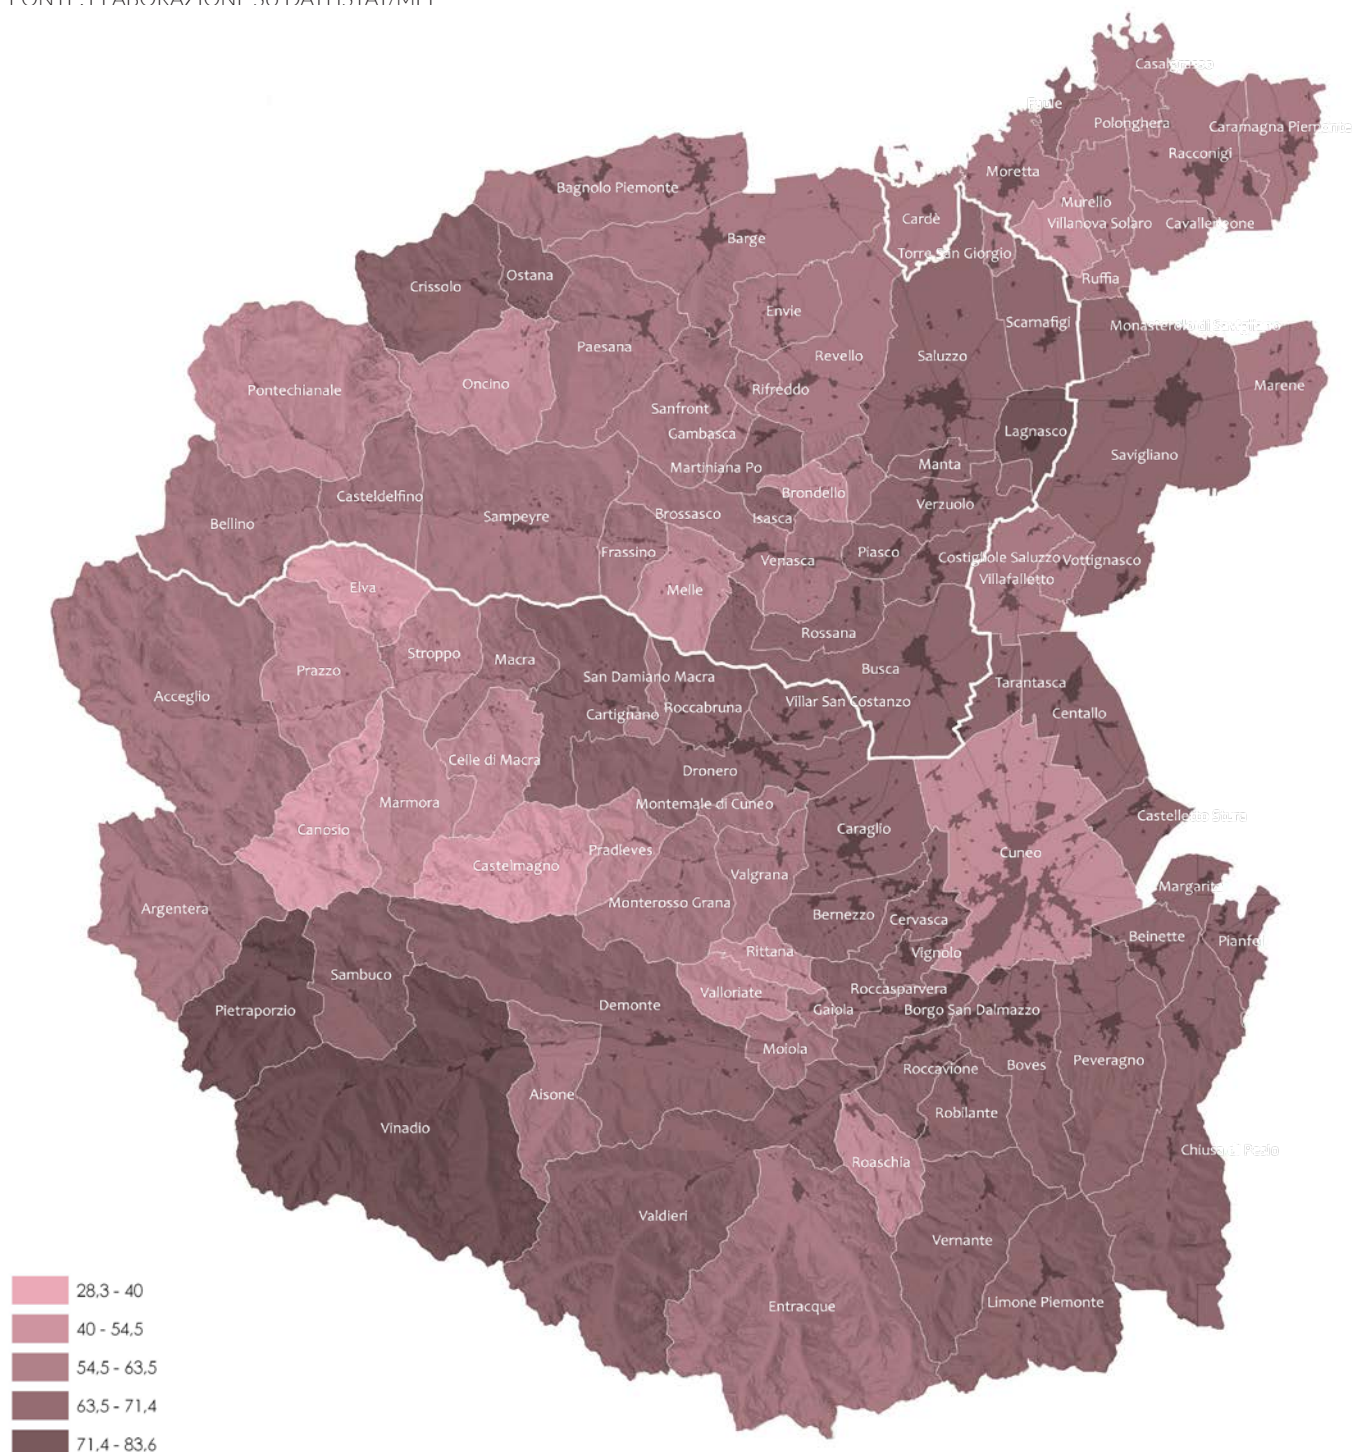 FONTE: ELABORAZIONE SU DATI ISTAT/MEF
Casalgrasso
Faule
Polonghera
Caramagna Piemonte
Racconigi
Moretta
Bagnolo Piemonte
Murello
Cardè
Villanova Solaro
Cavallerleone
Barge
Torre San Giorgio
Ostana
Ruffia
Crissolo
Envie
Scarnafigi
Monasterolo di Savigliano
Paesana
Revello
Saluzzo
Oncino
Marene
Pontechianale
Rifreddo
Sanfront
Gambasca
Lagnasco
Savigliano
Martiniana Po
Manta
Brondello
Casteldelfino
Verzuolo
Brossasco
Isasca
Sampeyre
Bellino
Frassino
Piasco
Venasca
Costigliole Saluzzo
Vottignasco
Villafalletto
Elva
Melle
Rossana
Stroppo
Macra
Prazzo
Busca
San Damiano Macra
Tarantasca
Acceglio
Villar San Costanzo
Roccabruna
Cartignano
Centallo
Celle di Macra
Dronero
Marmora
Montemale di Cuneo
Castelletto Stura
Canosio
Caraglio
Pradleves
Cuneo
Castelmagno
Valgrana
Margarita
Monterosso Grana
Argentera
Bernezzo
Cervasca
Beinette
Pianfei
Rittana
Vignolo
Sambuco
Valloriate
Roccasparvera
Pietraporzio
Demonte
Gaiola
Borgo San Dalmazzo
Moiola
Peveragno
Boves
Roccavione
Aisone
Robilante
Vinadio
Chiusa di Pesio
Roaschia
Valdieri
Vernante
28,3 - 40
Limone Piemonte
Entracque
40 - 54,5
54,5 - 63,5
63,5 - 71,4
71,4 - 83,6